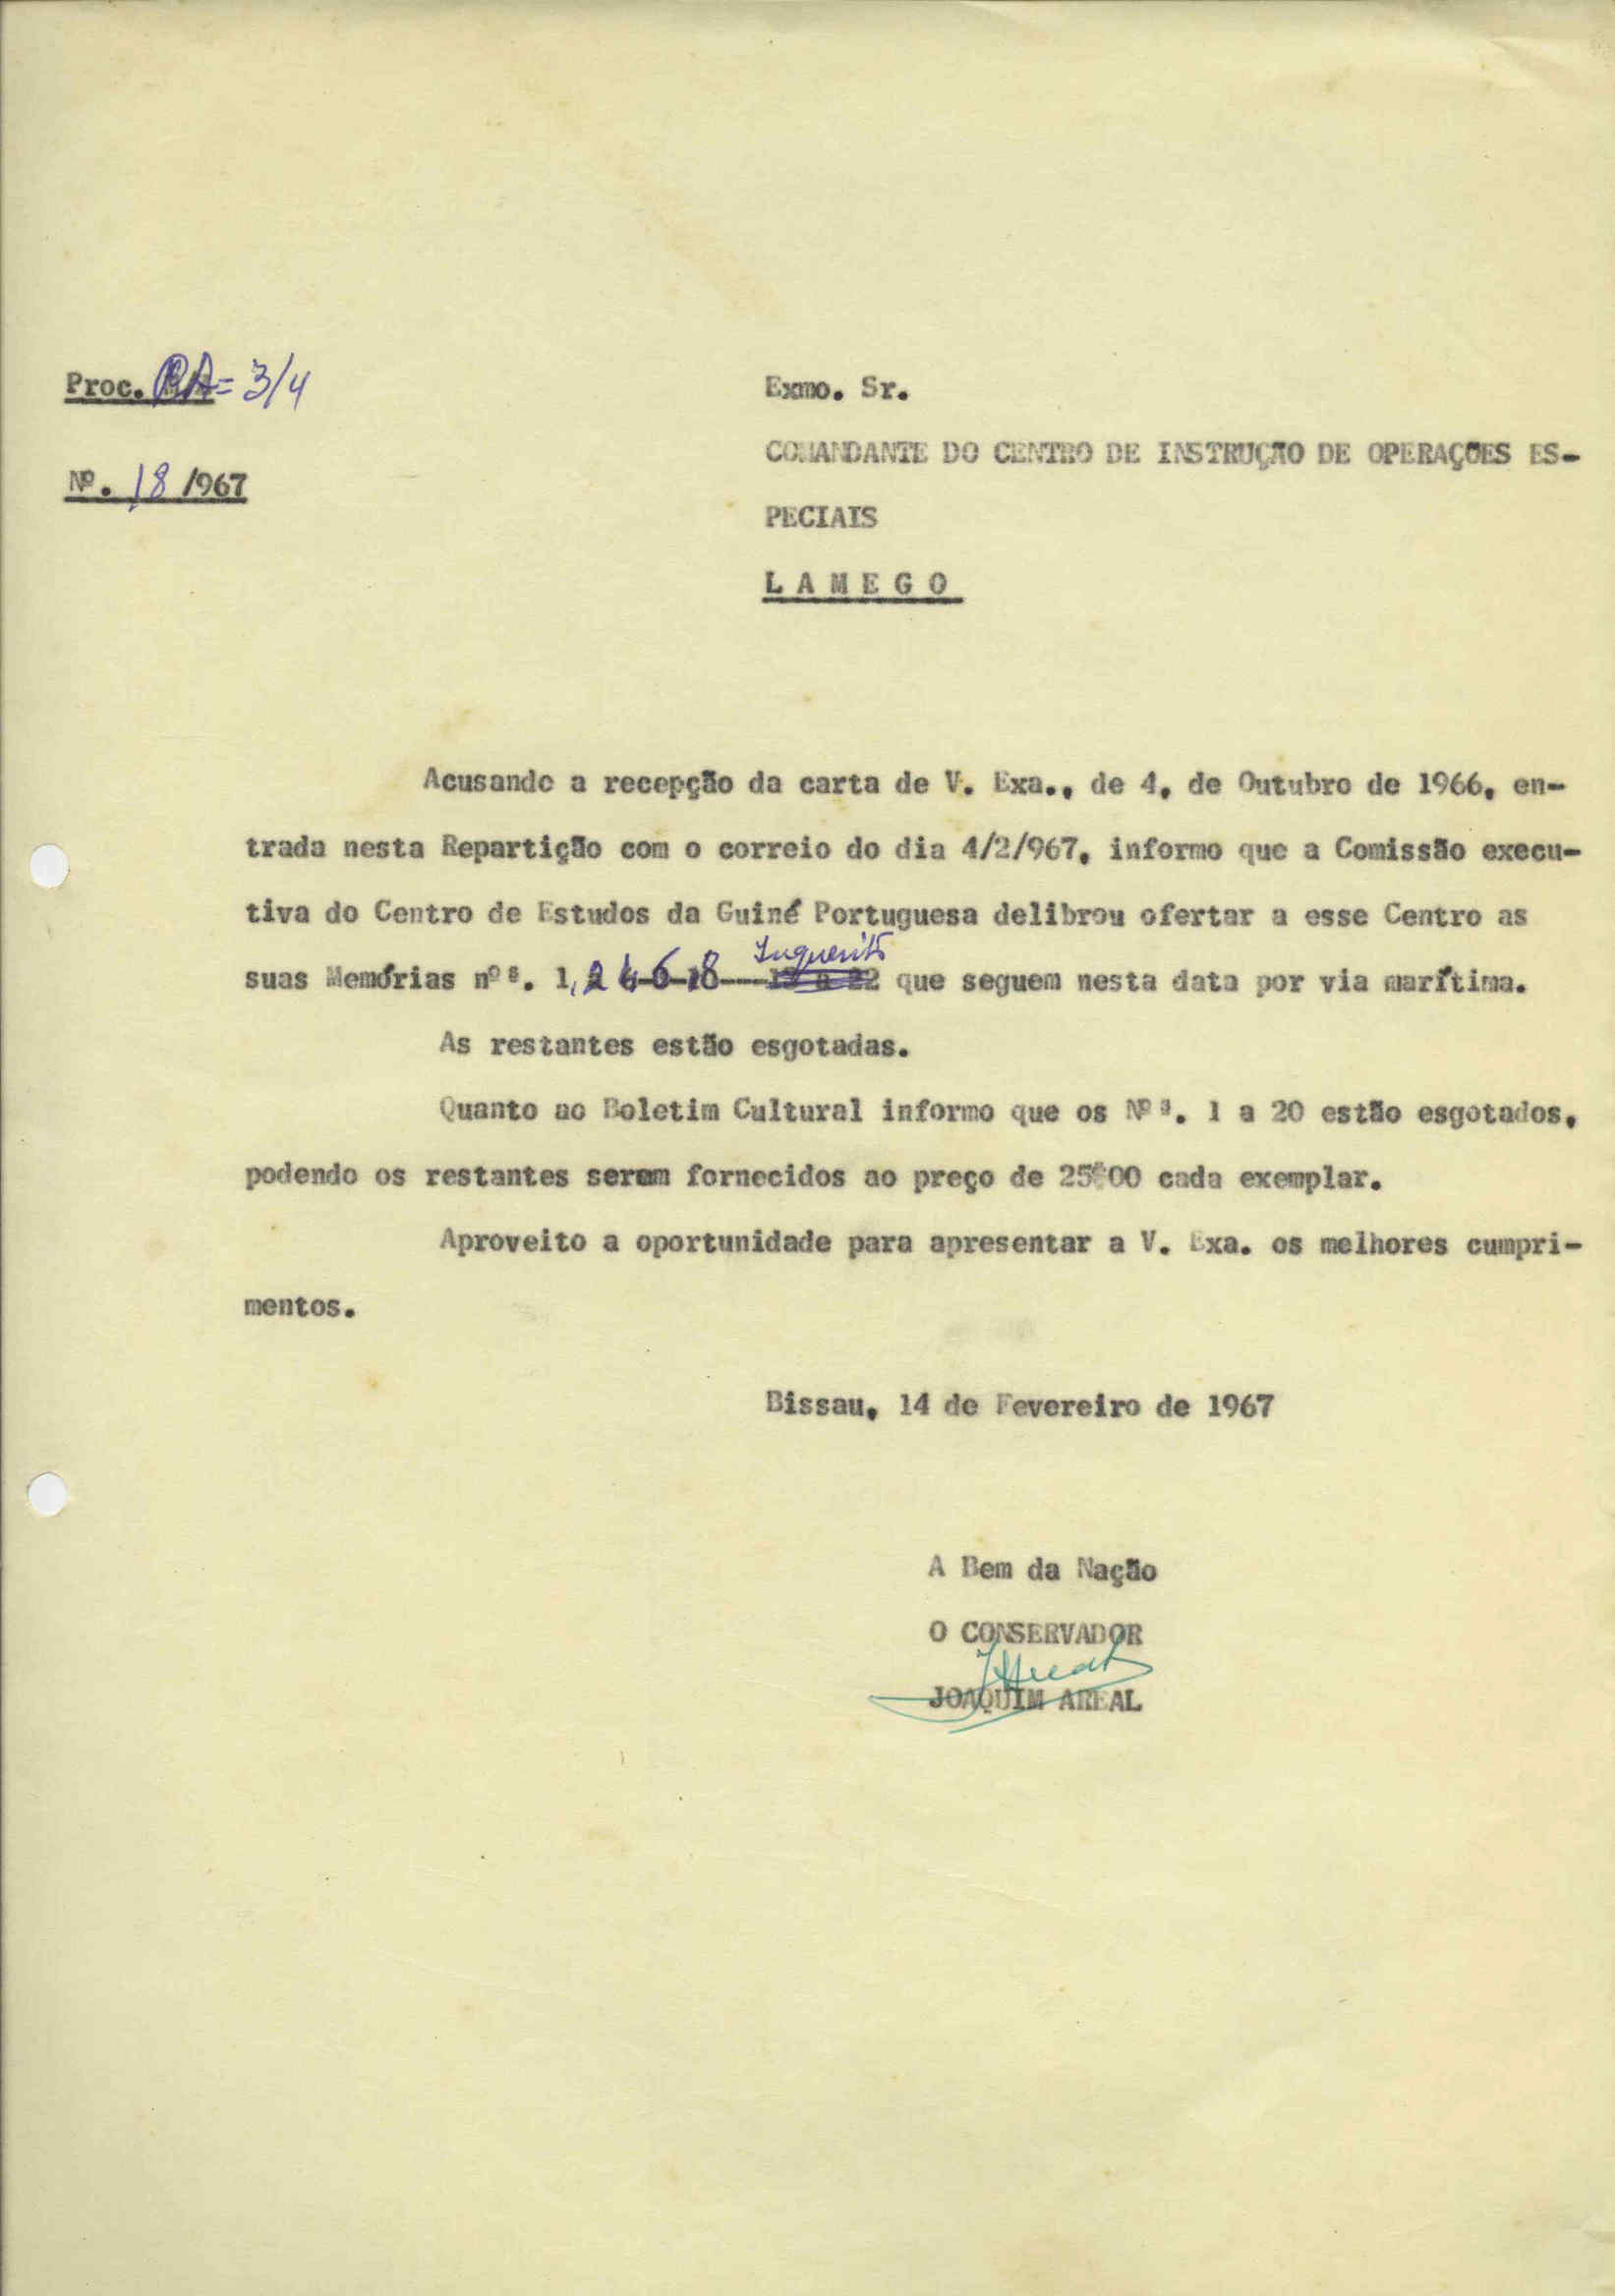 Proc. = 3/4
Nº. 18 /967
Exmo. Sr.
COMANDANTE DO CENTRO DE INSTRUÇÃO DE OPERAÇÕES ES-
PECIAIS
LAMEGO
Acusando a recepção da carta de V. Exa., de 4, de Outubro de 1966, en-
trada nesta Repartição com o correio do dia 4/2/967, informo que a Comissão execu-
tiva do Centro de Estudos da Guiné Portuguesa delibrou ofertar a esse Centro as
Inquerito
suas Memórias nºs. 1, que seguem nesta data por via marítima.
As restantes estão esgotadas.
Quanto ao Boletim Cultural informo que os Nºs. 1 a 20 estão esgotados,
podendo os restantes serem fornecidos ao preço de 25$00 cada exemplar.
Aproveito a oportunidade para apresentar a V. Exa. os melhores cumpri-
mentos.
Bissau, 14 de Fevereiro de 1967
A Bem da Nação
O CONSERVADOR
JOAQUIM AREAL